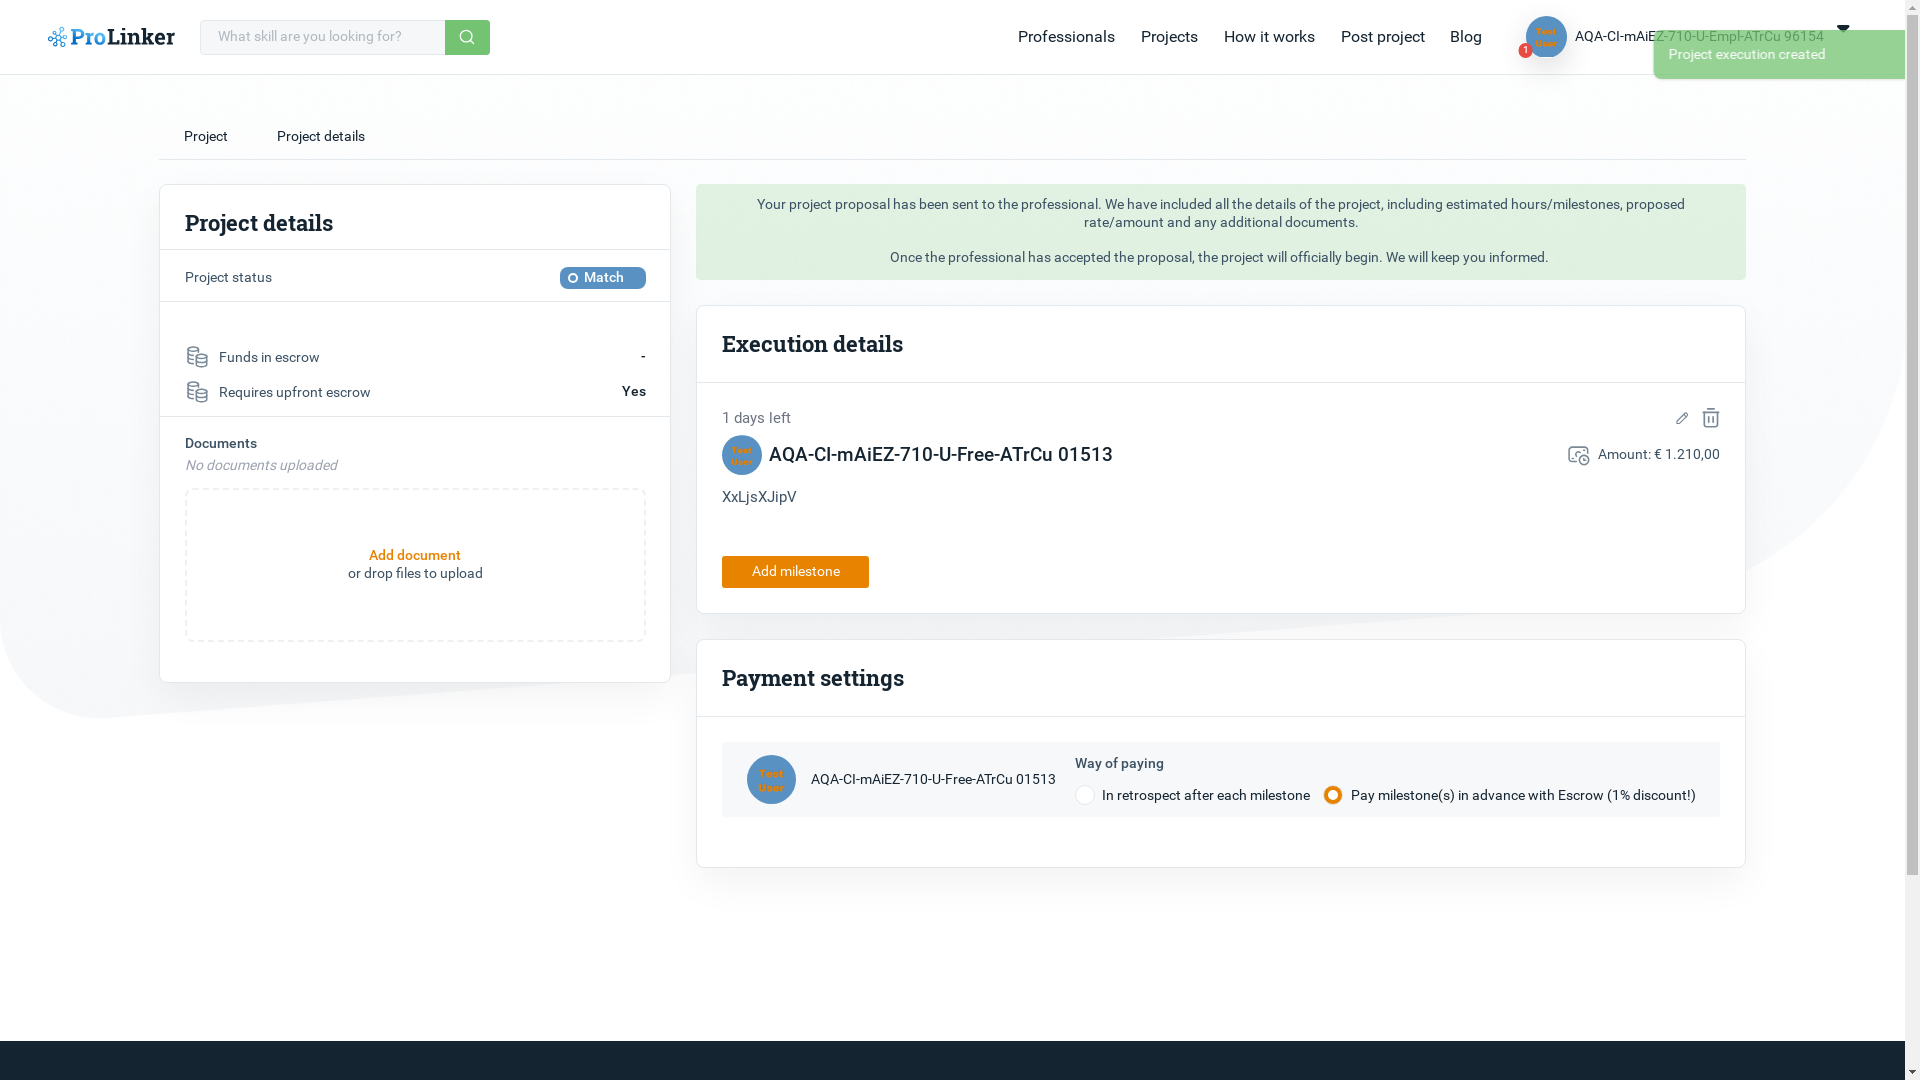 ProLinker
What skill are you looking for?
Professionals
Projects
How it works
Post project
Blog
Test
User
1
AQA-CI-mAiEZ-710-U-Empl-ATrCu 96154
Project execution created
Project
Project details
Project details
Project status
Match
Funds in escrow
-
Requires upfront escrow
Yes
Documents
No documents uploaded
Add document
or drop files to upload
Your project proposal has been sent to the professional. We have included all the details of the project, including estimated hours/milestones, proposed
rate/amount and any additional documents.
Once the professional has accepted the proposal, the project will officially begin. We will keep you informed.
Execution details
1 days left
Test
User
AQA-CI-mAiEZ-710-U-Free-ATrCu 01513
Amount: € 1.210,00
XxLjsXJipV
Add milestone
Payment settings
Test
User
AQA-CI-mAiEZ-710-U-Free-ATrCu 01513
Way of paying
In retrospect after each milestone
Pay milestone(s) in advance with Escrow (1% discount!)